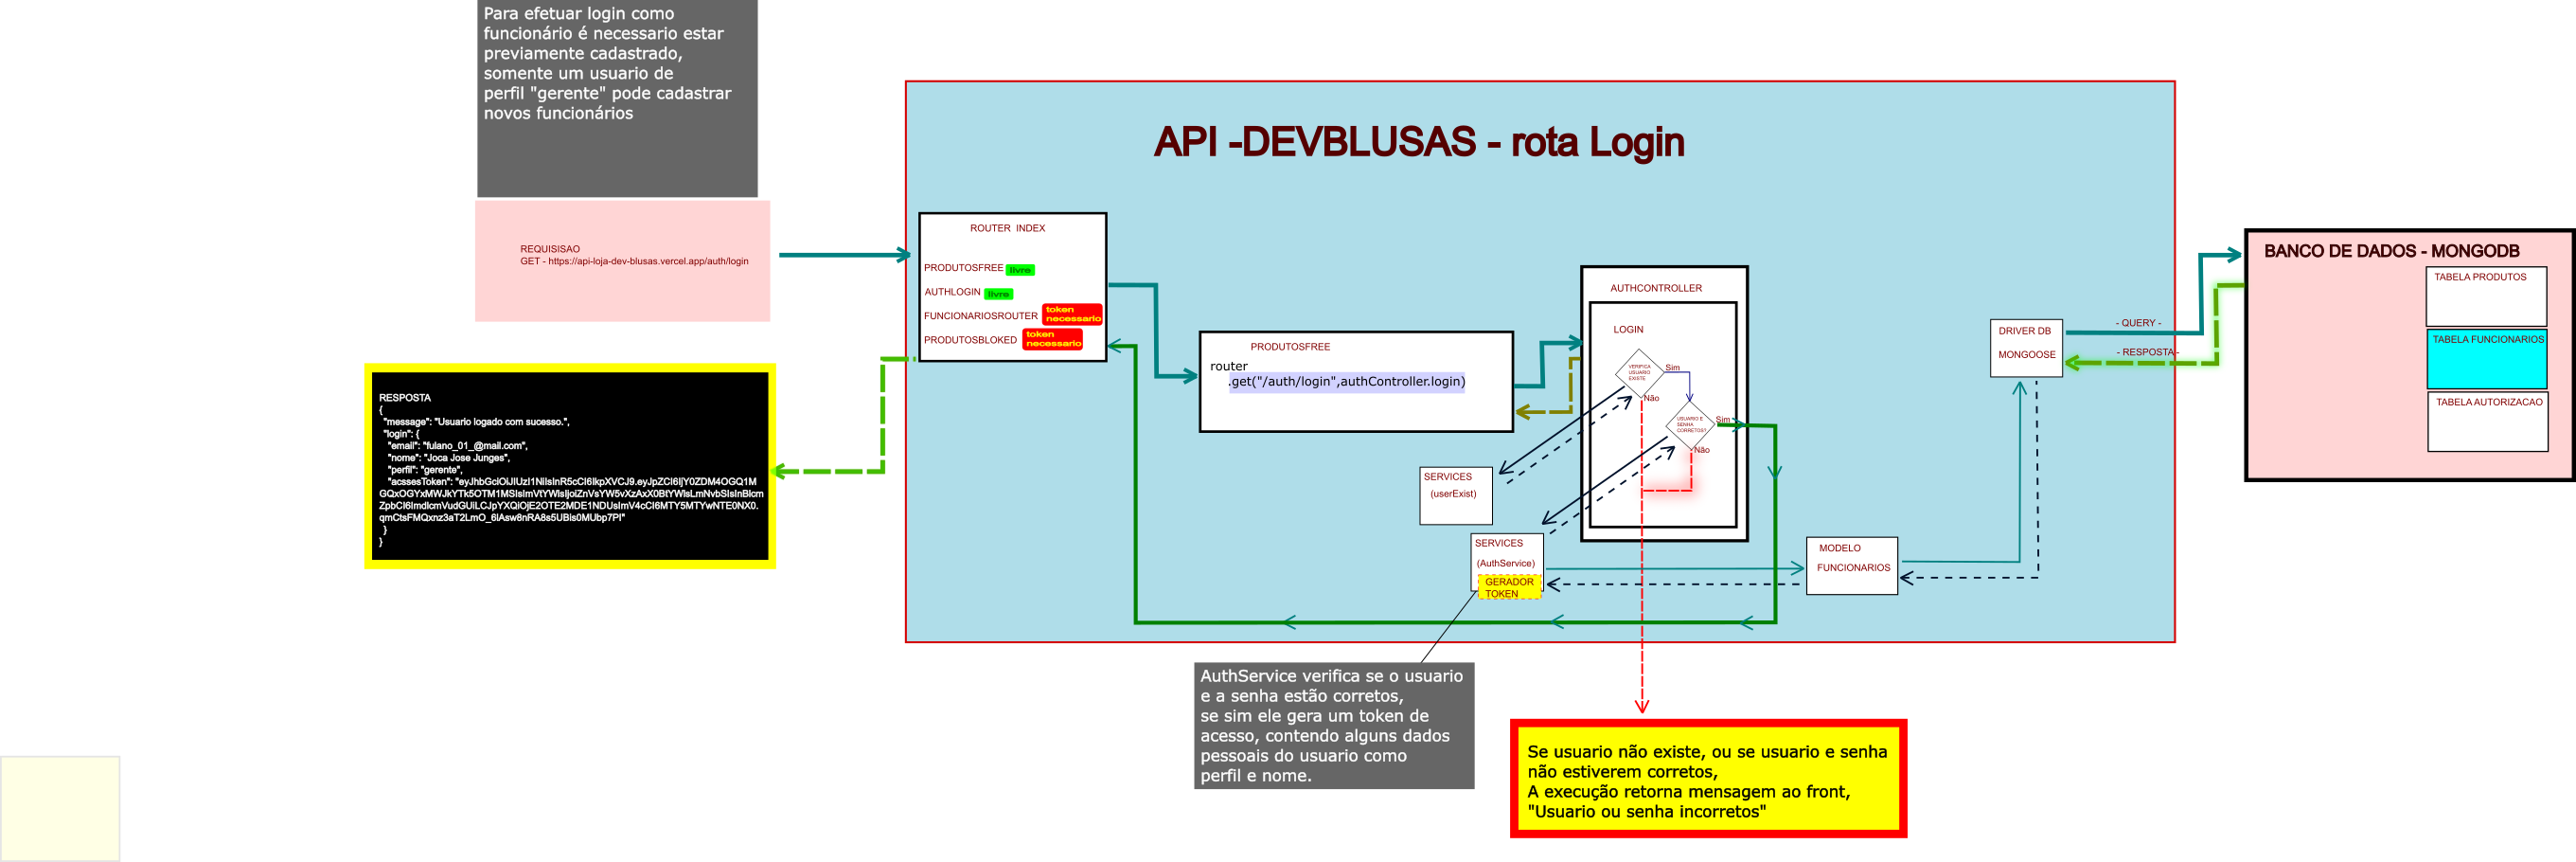 Para efetuar login como
funcionário é necessario estar
previamente cadastrado,
somente um usuario de
perfil "gerente" pode cadastrar
novos funcionários
REQUISISAO
GET - https://api-loja-dev-blusas.vercel.app/auth/login
RESPOSTA
{
"message": "Usuario logado com sucesso.",
"login": {
"email": "fulano_01_@mail.com",
"nome": "Joca Jose Junges",
"perfil": "gerente",
"acssesToken":
}
}
API -DEVBLUSAS - rota Login
ROUTER INDEX
PRODUTOSFREE livre
AUTHLOGIN livre
FUNCIONARIOSROUTER token necessario
PRODUTOSBLOKED token necessario
PRODUTOSFREE
router
.get("/auth/login",authController.login)
AUTHCONTROLLER
LOGIN
VERIFICA
USUARIO
EXISTE
Sim
Não
USUARIO E
SENHA
CORRETOS?
Sim
Não
SERVICES
(userExist)
SERVICES
(AuthService)
GERADOR
TOKEN
MODELO
FUNCIONARIOS
DRIVER DB
MONGOOSE
- QUERY -
- RESPOSTA -
BANCO DE DADOS - MONGODB
TABELA PRODUTOS
TABELA FUNCIONARIOS
TABELA AUTORIZACAO
AuthService verifica se o usuario
e a senha estão corretos,
se sim ele gera um token de
acesso, contendo alguns dados
pessoais do usuario como
perfil e nome.
Se usuario não existe, ou se usuario e senha
não estiverem corretos,
A execução retorna mensagem ao front,
"Usuario ou senha incorretos"